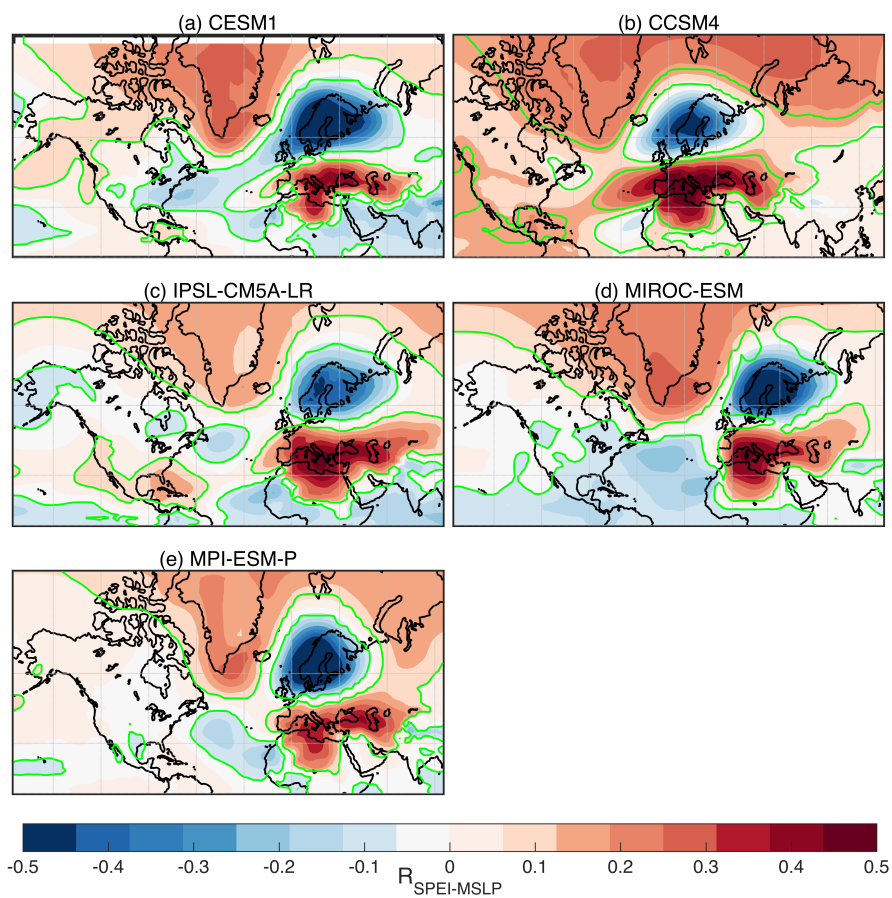 (a) CESM1
(b) CCSM4
(c) IPSL-CM5A-LR
(d) MIROC-ESM
(e) MPI-ESM-P
-0.5 -0.4 -0.3 -0.2 -0.1 0 0.1 0.2 0.3 0.4 0.5
R SPEI-MSLP